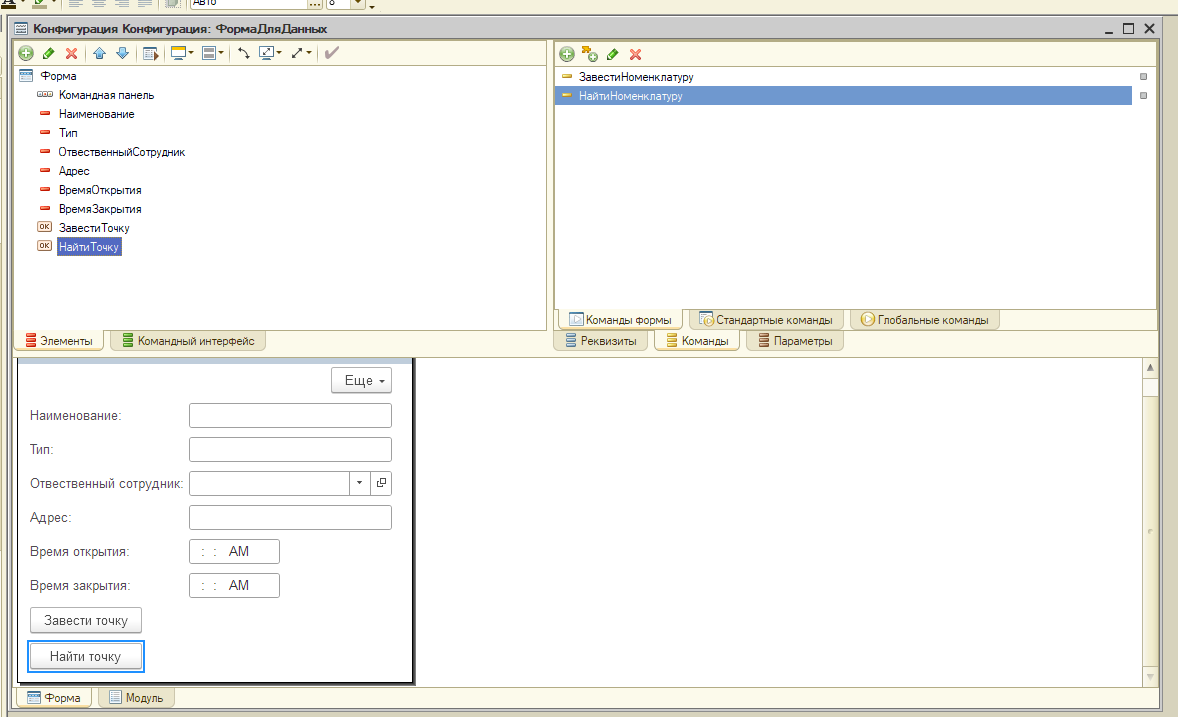 Авто
8
Конфигурация Конфигурация: ФормаДляДанных
Форма
Командная панель
Наименование
Тип
ОтвественныйСотрудник
Адрес
ВремяОткрытия
ВремяЗакрытия
OK ЗавестиТочку
OK НайтиТочку
Элементы
Командный интерфейс
ЗавестиНоменклатуру
НайтиНоменклатуру
Команды формы
Стандартные команды
Глобальные команды
Реквизиты
Команды
Параметры
Еще
Наименование:
Тип:
Отвественный сотрудник:
Адрес:
Время открытия: : : AM
Время закрытия: : : AM
Завести точку
Найти точку
Форма
Модуль